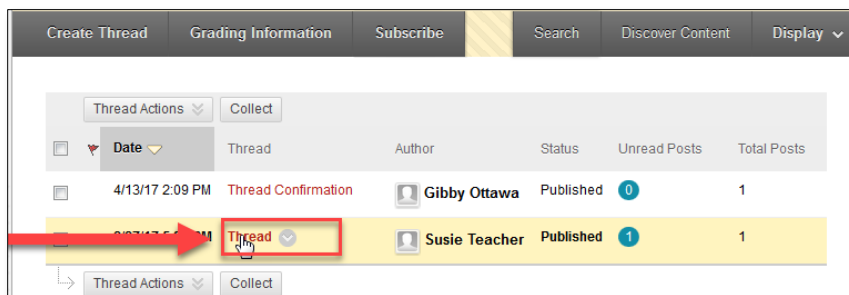 Create Thread Grading Information Subscribe Search Discover Content Display
Thread Actions Collect
Date Thread Author Status Unread Posts Total Posts
4/13/17 2:09 PM Thread Confirmation Gibby Ottawa Published 0 1
Thread Susie Teacher Published 1 1
Thread Actions Collect